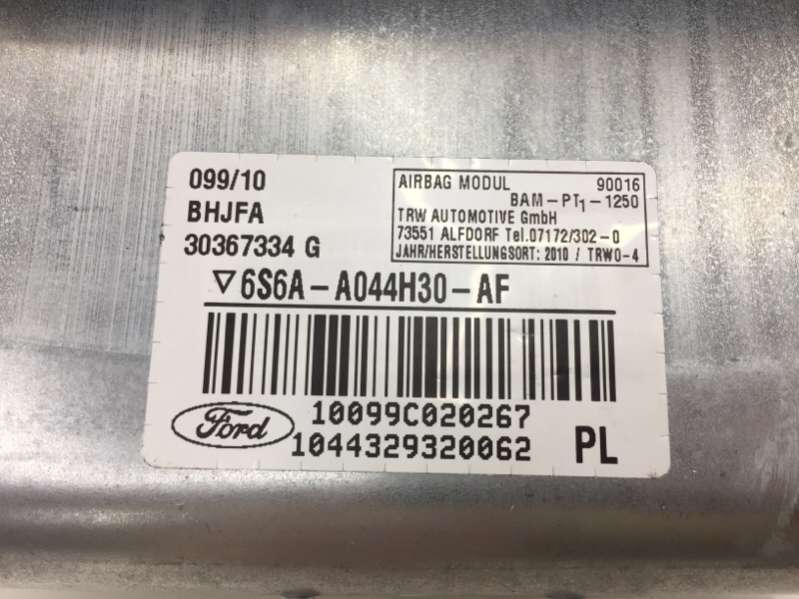 099/10
BHJFA
30367334 G
AIRBAG MODUL 90016
BAM-PT1-1250
TRW AUTOMOTIVE GmbH
73551 ALFDORF Tel.07172/302-0
JAHR/HERSTELLUNGSORT: 2010 / TRWO-4
▽6S6A-A044H30-AF
10099C020267
Ford
1044329320062
PL